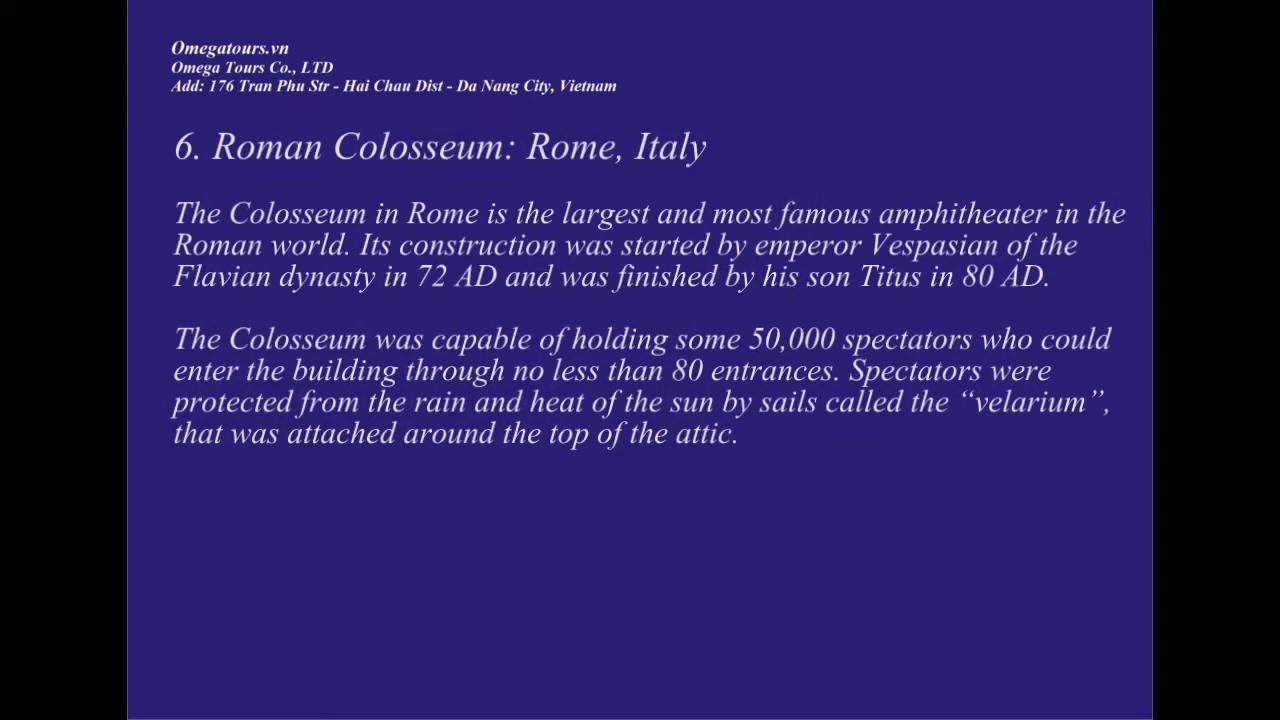 Omegatours.vn
Omega Tours Co., LTD
Add: 176 Tran Phu Str - Hai Chau Dist - Da Nang City, Vietnam
6. Roman Colosseum: Rome, Italy
The Colosseum in Rome is the largest and most famous amphitheater in the
Roman world. Its construction was started by emperor Vespasian of the
Flavian dynasty in 72 AD and was finished by his son Titus in 80 AD.
The Colosseum was capable of holding some 50,000 spectators who could
enter the building through no less than 80 entrances. Spectators were
protected from the rain and heat of the sun by sails called the “velarium”,
that was attached around the top of the attic.